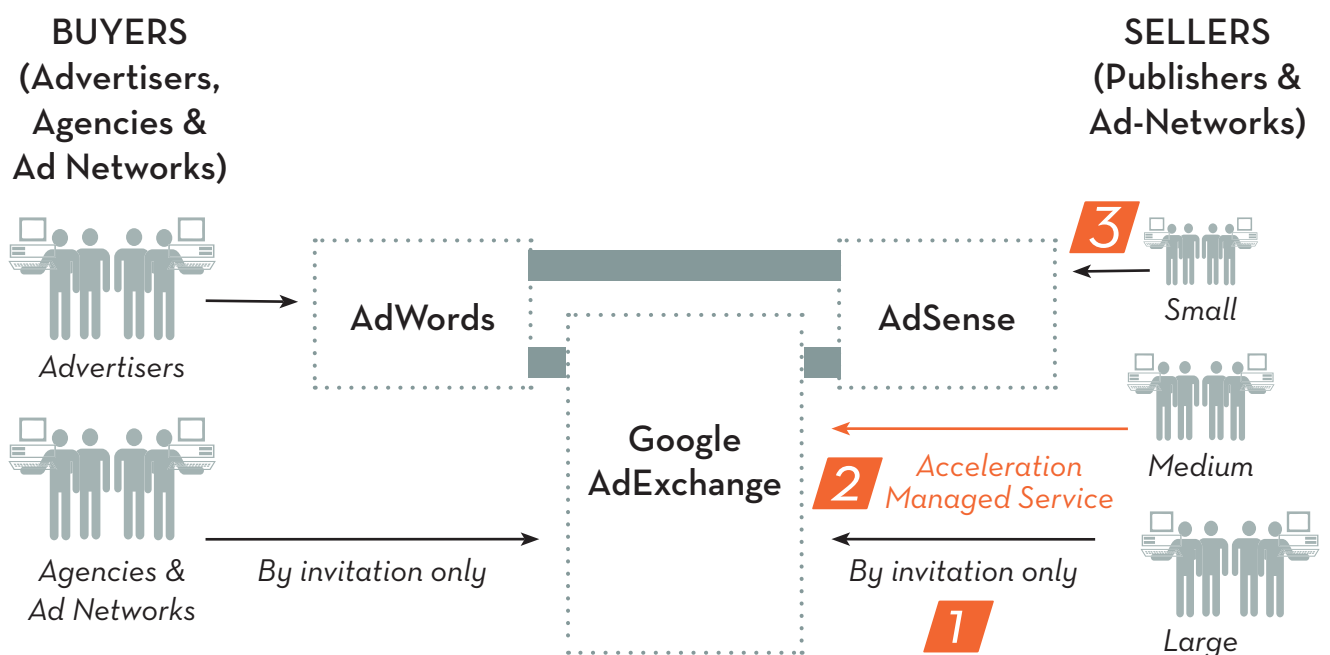 BUYERS
(Advertisers,
Agencies &
Ad Networks)
SELLERS
(Publishers &
Ad-Networks)
Advertisers
AdWords
AdSense
3
Small
Google
AdExchange
2
Acceleration
Managed Service
Medium
Agencies &
Ad Networks
By invitation only
By invitation only
1
Large